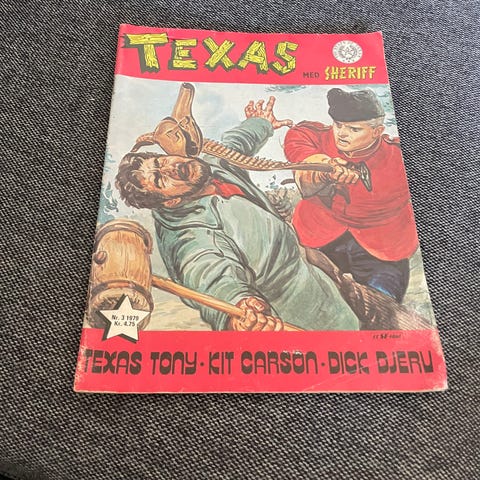 TEXAS
MED SHERIFF
Nr. 3 1979
Kr. 4.75
TEXAS TONY · KIT CARSON · DICK DJERV